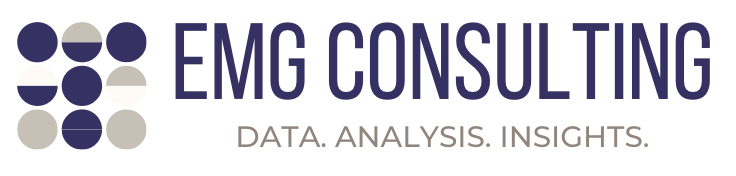 EMG CONSULTING
DATA. ANALYSIS. INSIGHTS.